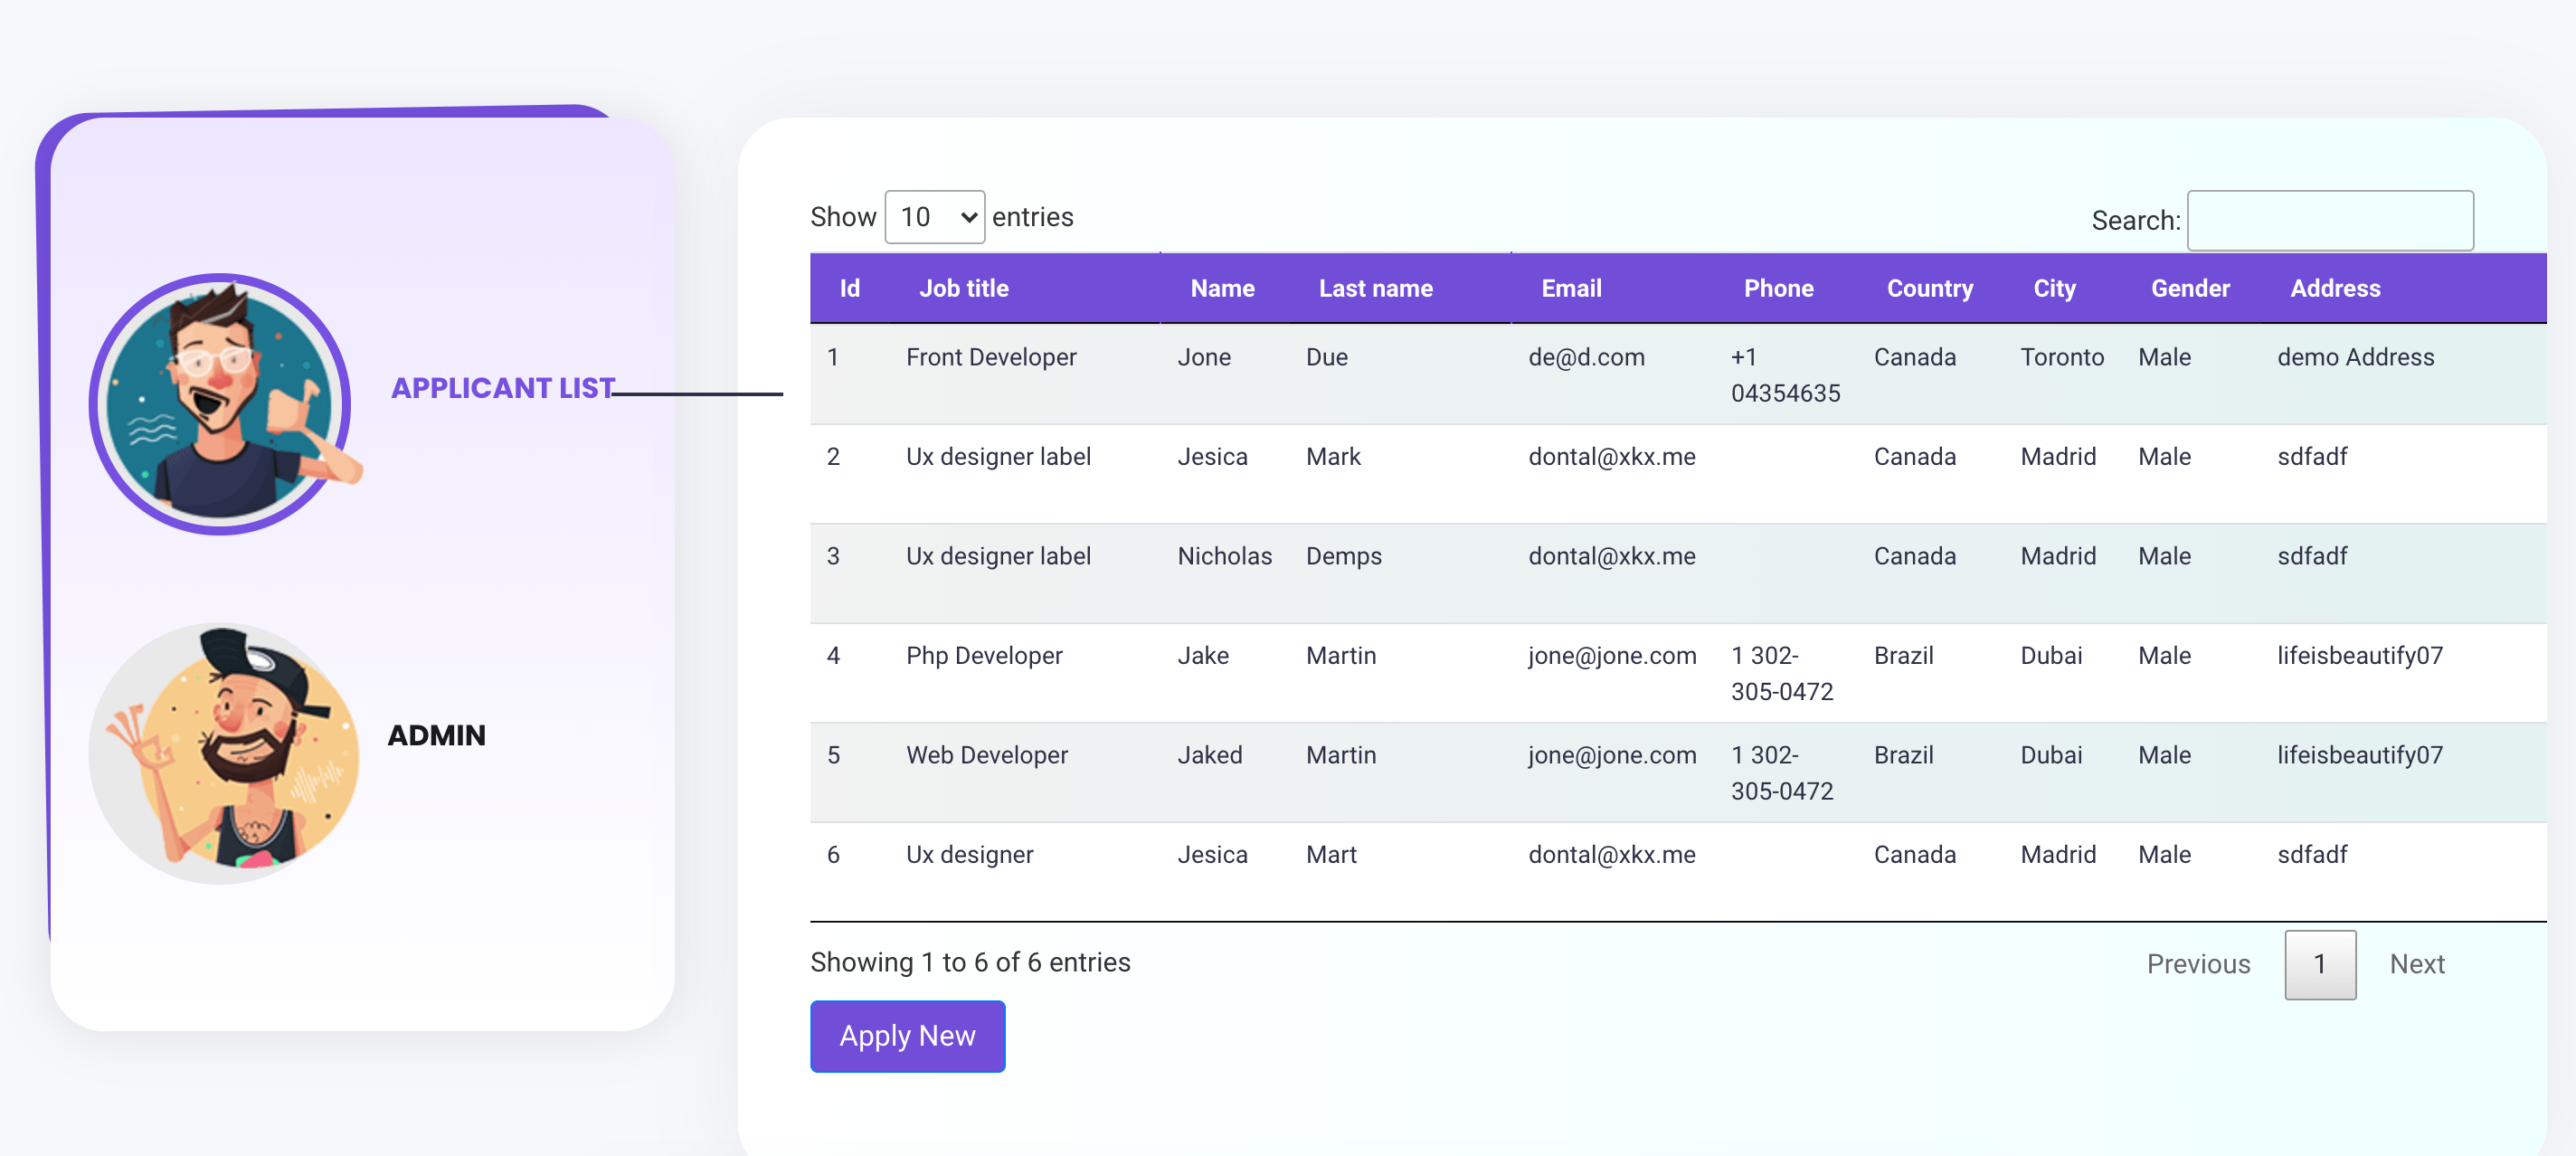 APPLICANT LIST
ADMIN
Show 10 entries
Search:
Id Job title Name Last name Email Phone Country City Gender Address
1 Front Developer Jone Due de@d.com +1 04354635 Canada Toronto Male demo Address
2 Ux designer label Jesica Mark dontal@xkx.me Canada Madrid Male sdfadf
3 Ux designer label Nicholas Demps dontal@xkx.me Canada Madrid Male sdfadf
4 Php Developer Jake Martin jone@jone.com 1 302-305-0472 Brazil Dubai Male lifeisbeautify07
5 Web Developer Jaked Martin jone@jone.com 1 302-305-0472 Brazil Dubai Male lifeisbeautify07
6 Ux designer Jesica Mart dontal@xkx.me Canada Madrid Male sdfadf
Showing 1 to 6 of 6 entries
Previous 1 Next
Apply New